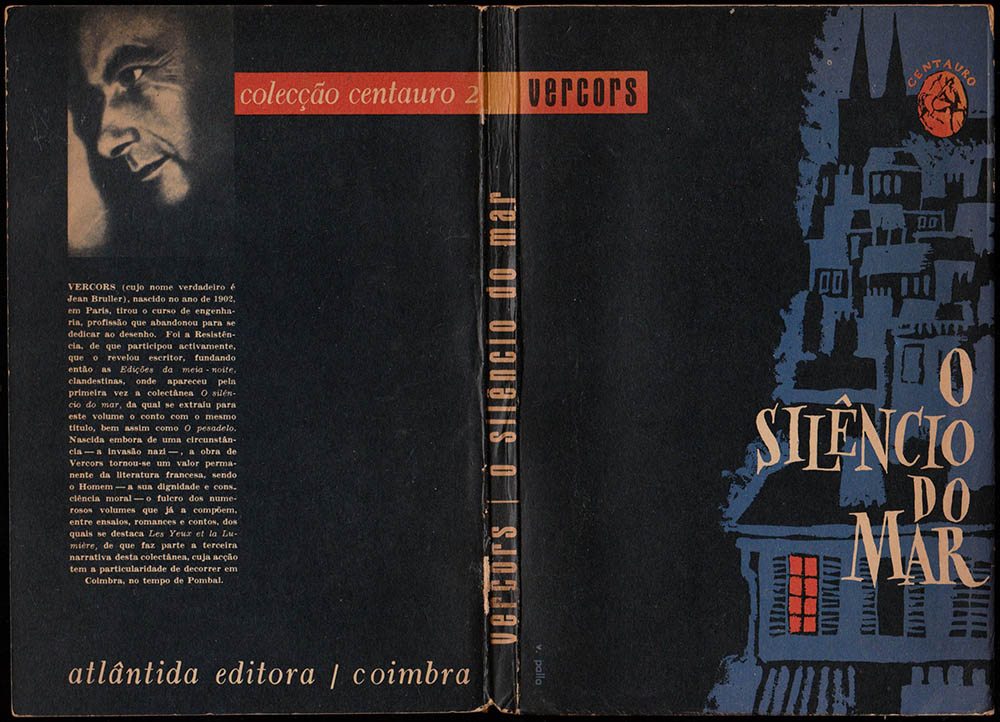 colecção centauro 2
VERCORS (cujo nome verdadeiro é
Jean Bruller), nascido no ano de 1902,
em Paris, tirou o curso de engenha-
ria, profissão que abandonou para se
dedicar ao desenho. Foi a Resistên-
cia, de que participou activamente,
que o revelou escritor, fundando
então as Edições da meia-noite,
clandestinas, onde apareceu pela
primeira vez a colectânea O silên-
cio do mar, da qual se extraiu para
este volume o conto com o mesmo
título, bem assim como O pesadelo.
Nascida embora de uma circunstân-
cia — a invasão nazi —, a obra de
Vercors tornou-se um valor perma-
nente da literatura francesa, sendo
o Homem — a sua dignidade e cons-
ciência moral — o fulcro dos nume-
rosos volumes que já a compõem,
entre ensaios, romances e contos, dos
quais se destaca Les Yeux et la Lu-
mière, de que faz parte a terceira
narrativa desta colectânea, cuja acção
tem a particularidade de decorrer em
Coimbra, no tempo de Pombal.
atlântida editora / coimbra
vercors | o silêncio do mar
vercors
CENTAURO
O
SILÊNCIO
DO
MAR
v. palla